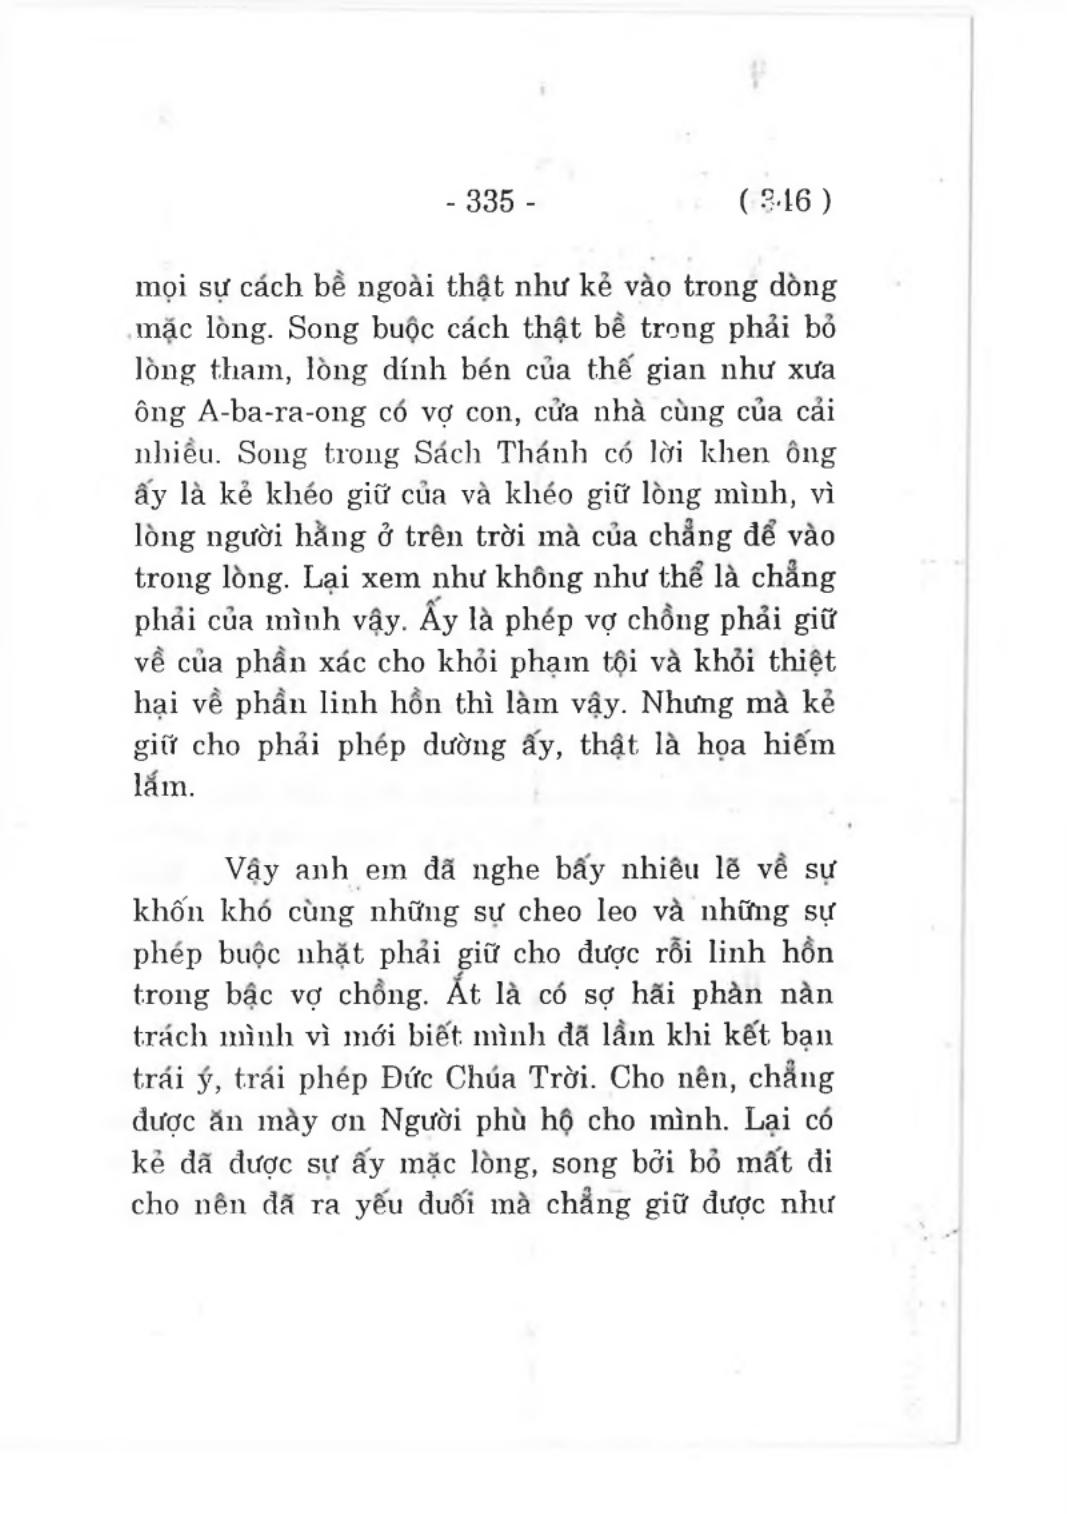 - 335 - ( 346 )
mọi sự cách bề ngoài thật như kẻ vào trong dòng
mặc lòng. Song buộc cách thật bề trong phải bỏ
lòng tham, lòng dính bén của thế gian như xưa
ông A-ba-ra-ong có vợ con, cửa nhà cùng của cải
nhiều. Song trong Sách Thánh có lời khen ông
ấy là kẻ khéo giữ của và khéo giữ lòng mình, vì
lòng người hằng ở trên trời mà của chẳng để vào
trong lòng. Lại xem như không như thể là chẳng
phải của mình vậy. Ấy là phép vợ chồng phải giữ
về của phần xác cho khỏi phạm tội và khỏi thiệt
hại về phần linh hồn thì làm vậy. Nhưng mà kẻ
giữ cho phải phép dường ấy, thật là họa hiếm
lắm.
Vậy anh em đã nghe bấy nhiêu lẽ về sự
khốn khó cùng những sự cheo leo và những sự
phép buộc nhặt phải giữ cho được rỗi linh hồn
trong bậc vợ chồng. Ắt là có sợ hãi phàn nàn
trách mình vì mới biết mình đã lầm khi kết bạn
trái ý, trái phép Đức Chúa Trời. Cho nên, chẳng
được ăn mày ơn Người phù hộ cho mình. Lại có
kẻ đã được sự ấy mặc lòng, song bởi bỏ mất đi
cho nên đã ra yếu đuối mà chẳng giữ được như